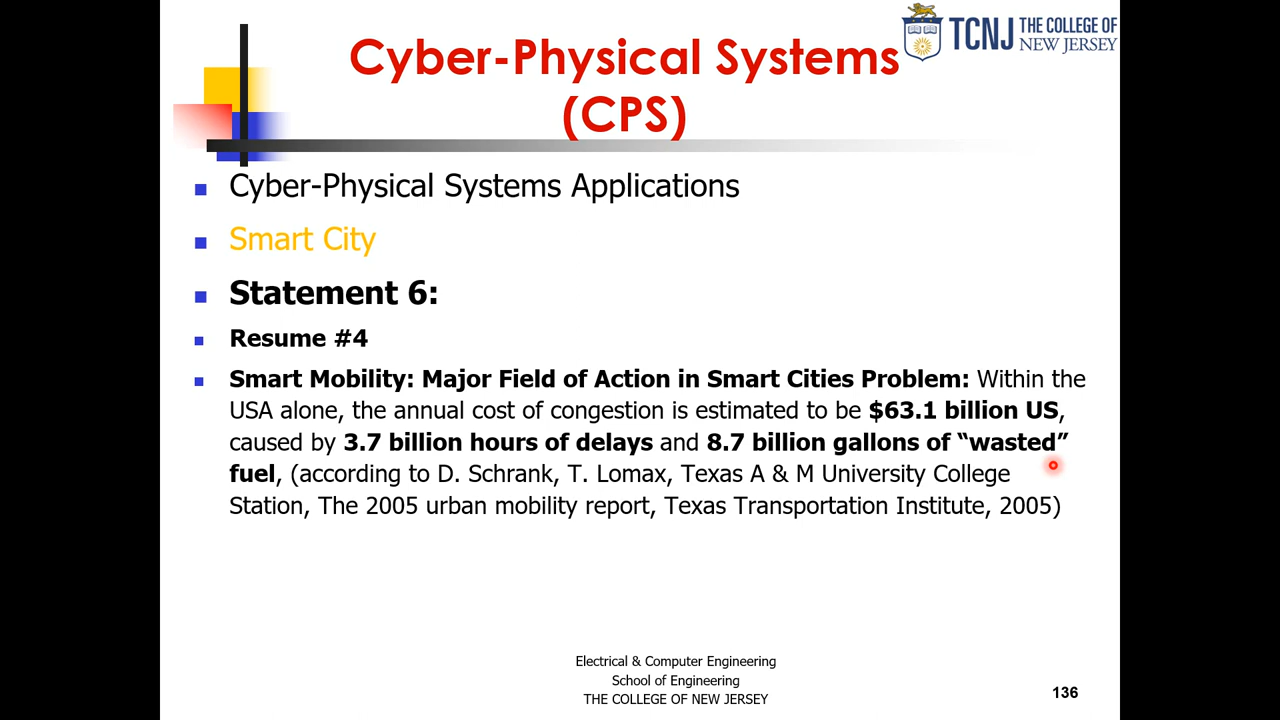 TCNJ THE COLLEGE OF
NEW JERSEY
Cyber-Physical Systems
(CPS)
Cyber-Physical Systems Applications
Smart City
Statement 6:
Resume #4
Smart Mobility: Major Field of Action in Smart Cities Problem: Within the
USA alone, the annual cost of congestion is estimated to be $63.1 billion US,
caused by 3.7 billion hours of delays and 8.7 billion gallons of “wasted”
fuel, (according to D. Schrank, T. Lomax, Texas A & M University College
Station, The 2005 urban mobility report, Texas Transportation Institute, 2005)
Electrical & Computer Engineering
School of Engineering
THE COLLEGE OF NEW JERSEY
136